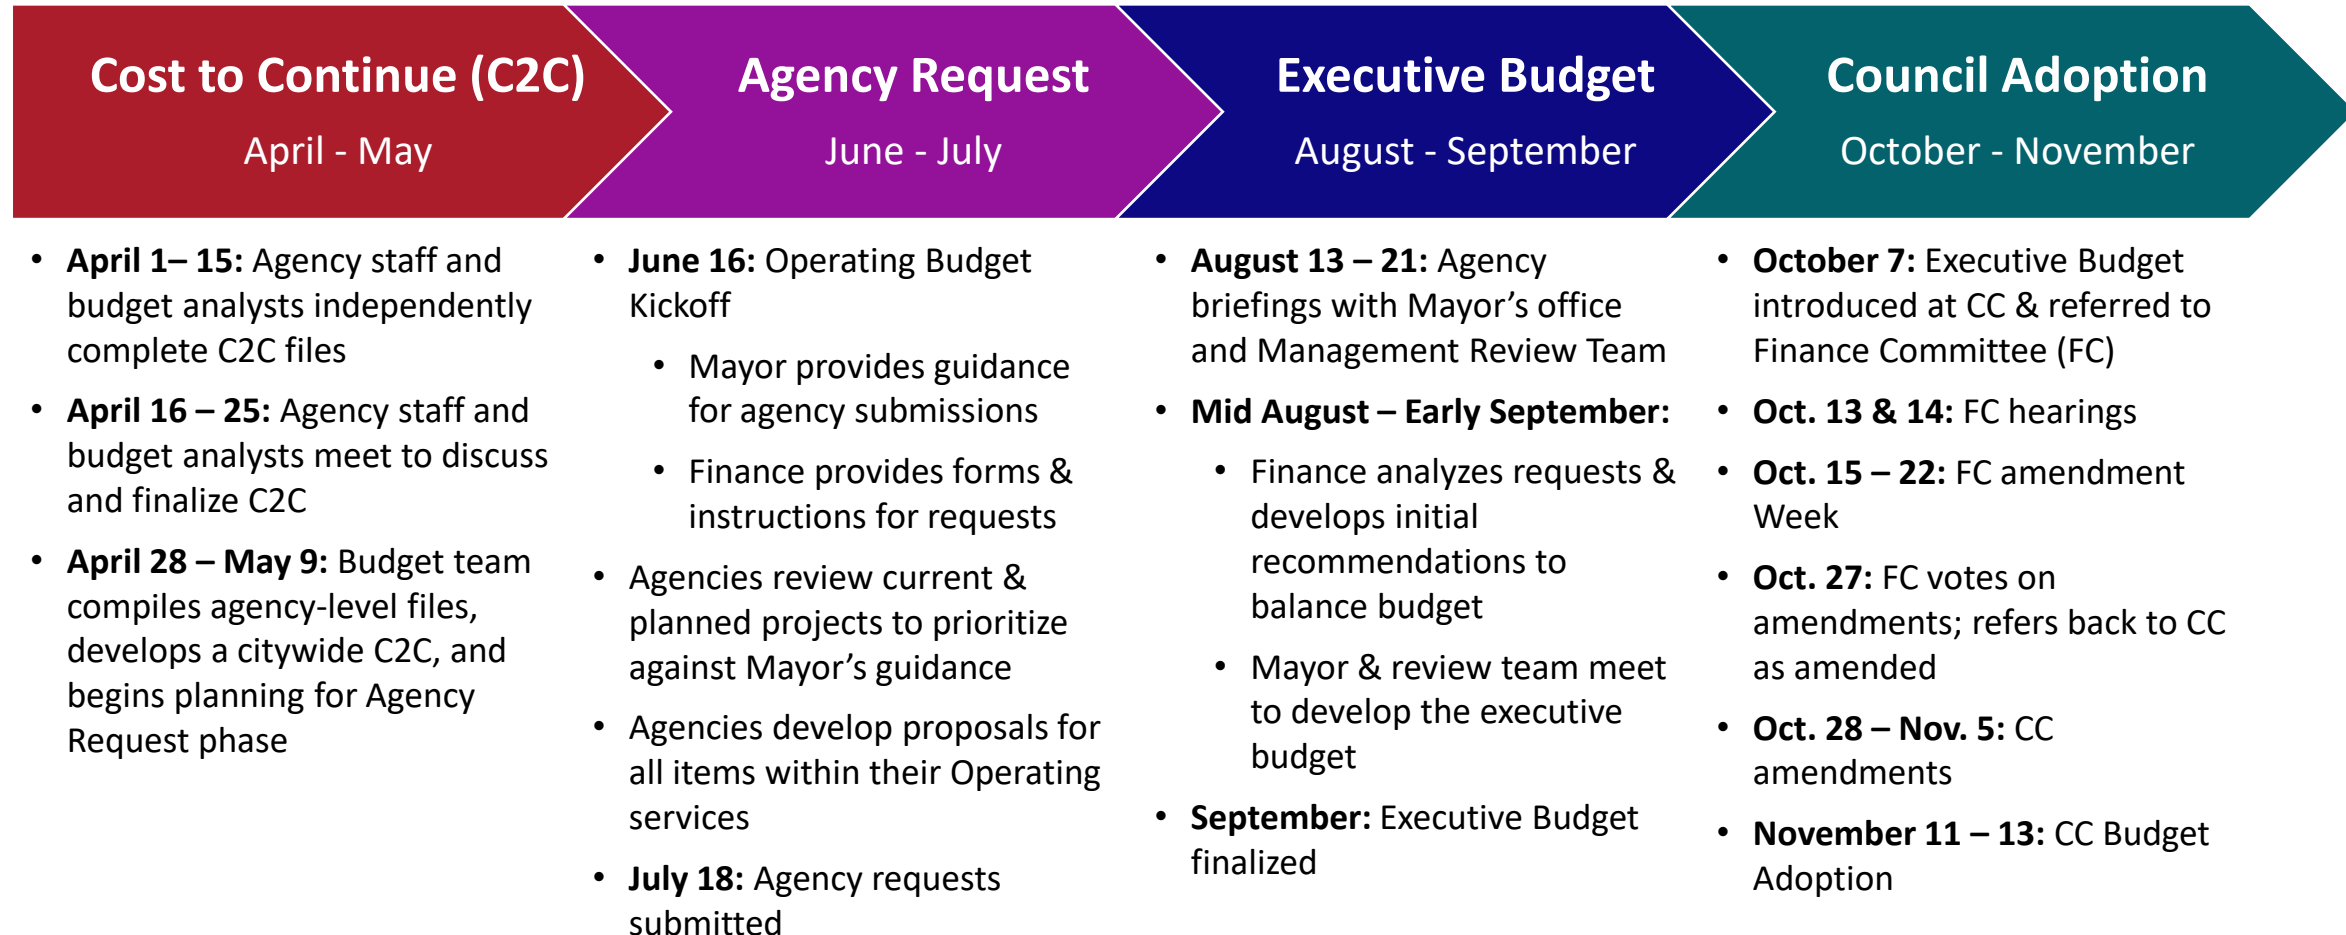 Cost to Continue (C2C)
April - May
Agency Request
June - July
Executive Budget
August - September
Council Adoption
October - November
• April 1– 15: Agency staff and
budget analysts independently
complete C2C files
• April 16 – 25: Agency staff and
budget analysts meet to discuss
and finalize C2C
• April 28 – May 9: Budget team
compiles agency-level files,
develops a citywide C2C, and
begins planning for Agency
Request phase
• June 16: Operating Budget
Kickoff
• Mayor provides guidance
for agency submissions
• Finance provides forms &
instructions for requests
• Agencies review current &
planned projects to prioritize
against Mayor’s guidance
• Agencies develop proposals for
all items within their Operating
services
• July 18: Agency requests
submitted
• August 13 – 21: Agency
briefings with Mayor’s office
and Management Review Team
• Mid August – Early September:
• Finance analyzes requests &
develops initial
recommendations to
balance budget
• Mayor & review team meet
to develop the executive
budget
• September: Executive Budget
finalized
• October 7: Executive Budget
introduced at CC & referred to
Finance Committee (FC)
• Oct. 13 & 14: FC hearings
• Oct. 15 – 22: FC amendment
Week
• Oct. 27: FC votes on
amendments; refers back to CC
as amended
• Oct. 28 – Nov. 5: CC
amendments
• November 11 – 13: CC Budget
Adoption